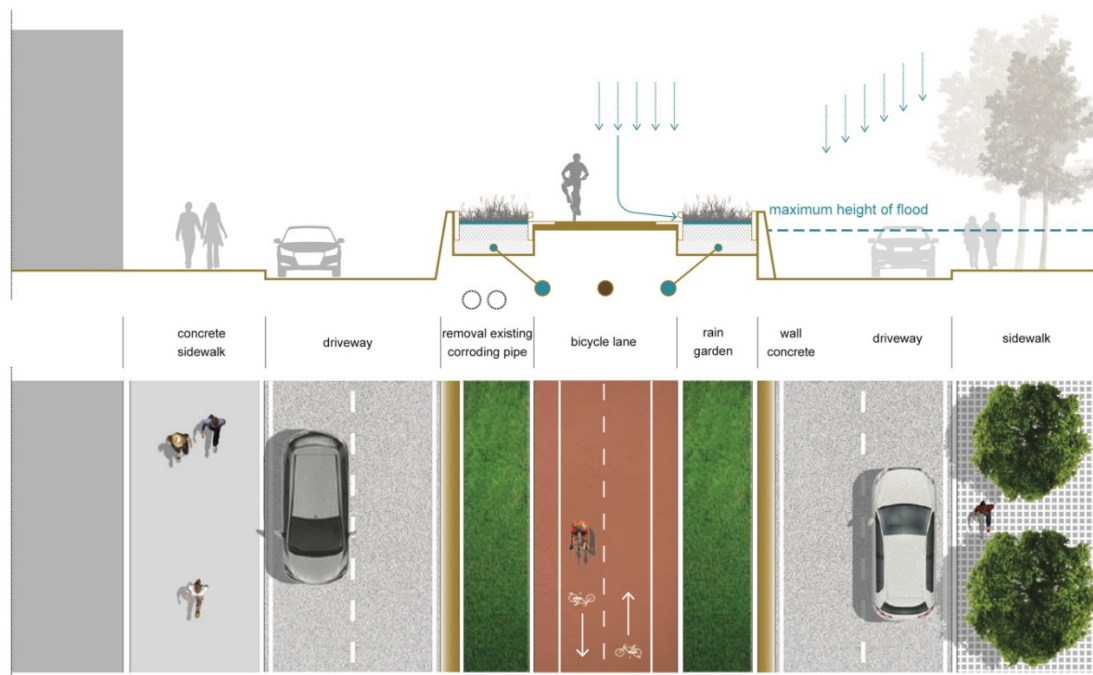 maximum height of flood
concrete
sidewalk
driveway
removal existing
corroding pipe
bicycle lane
rain
garden
wall
concrete
driveway
sidewalk